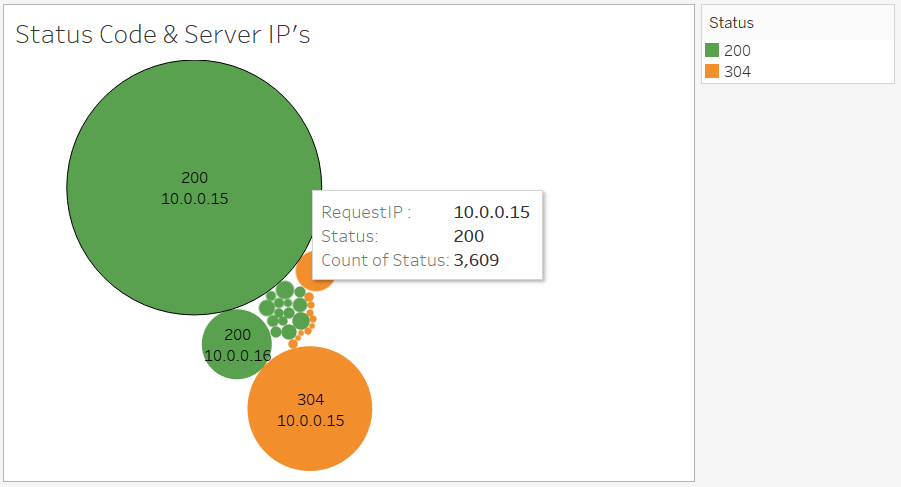 Status Code & Server IP's
Status
200
304
200
10.0.0.15
RequestIP : 10.0.0.15
Status: 200
Count of Status: 3,609
200
10.0.0.16
304
10.0.0.15